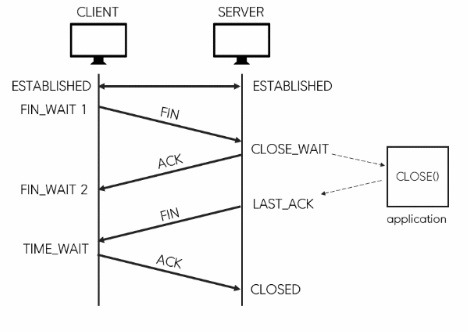 CLIENT SERVER
ESTABLISHED ESTABLISHED
FIN_WAIT 1 FIN
CLOSE_WAIT
ACK
CLOSE()
FIN_WAIT 2
LAST_ACK
FIN
application
TIME_WAIT
ACK
CLOSED